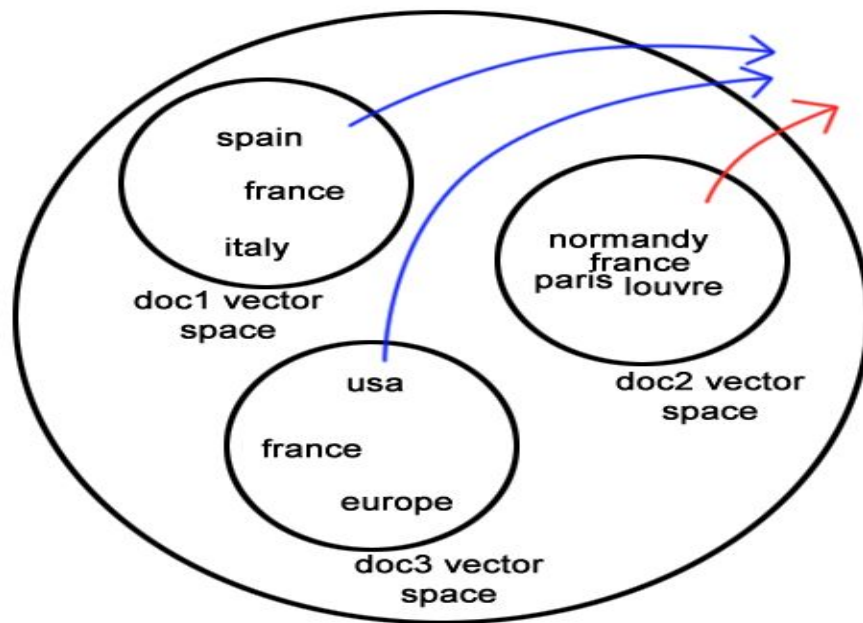 spain
france
italy
doc1 vector
space
normandy
france
paris louvre
doc2 vector
space
usa
france
europe
doc3 vector
space